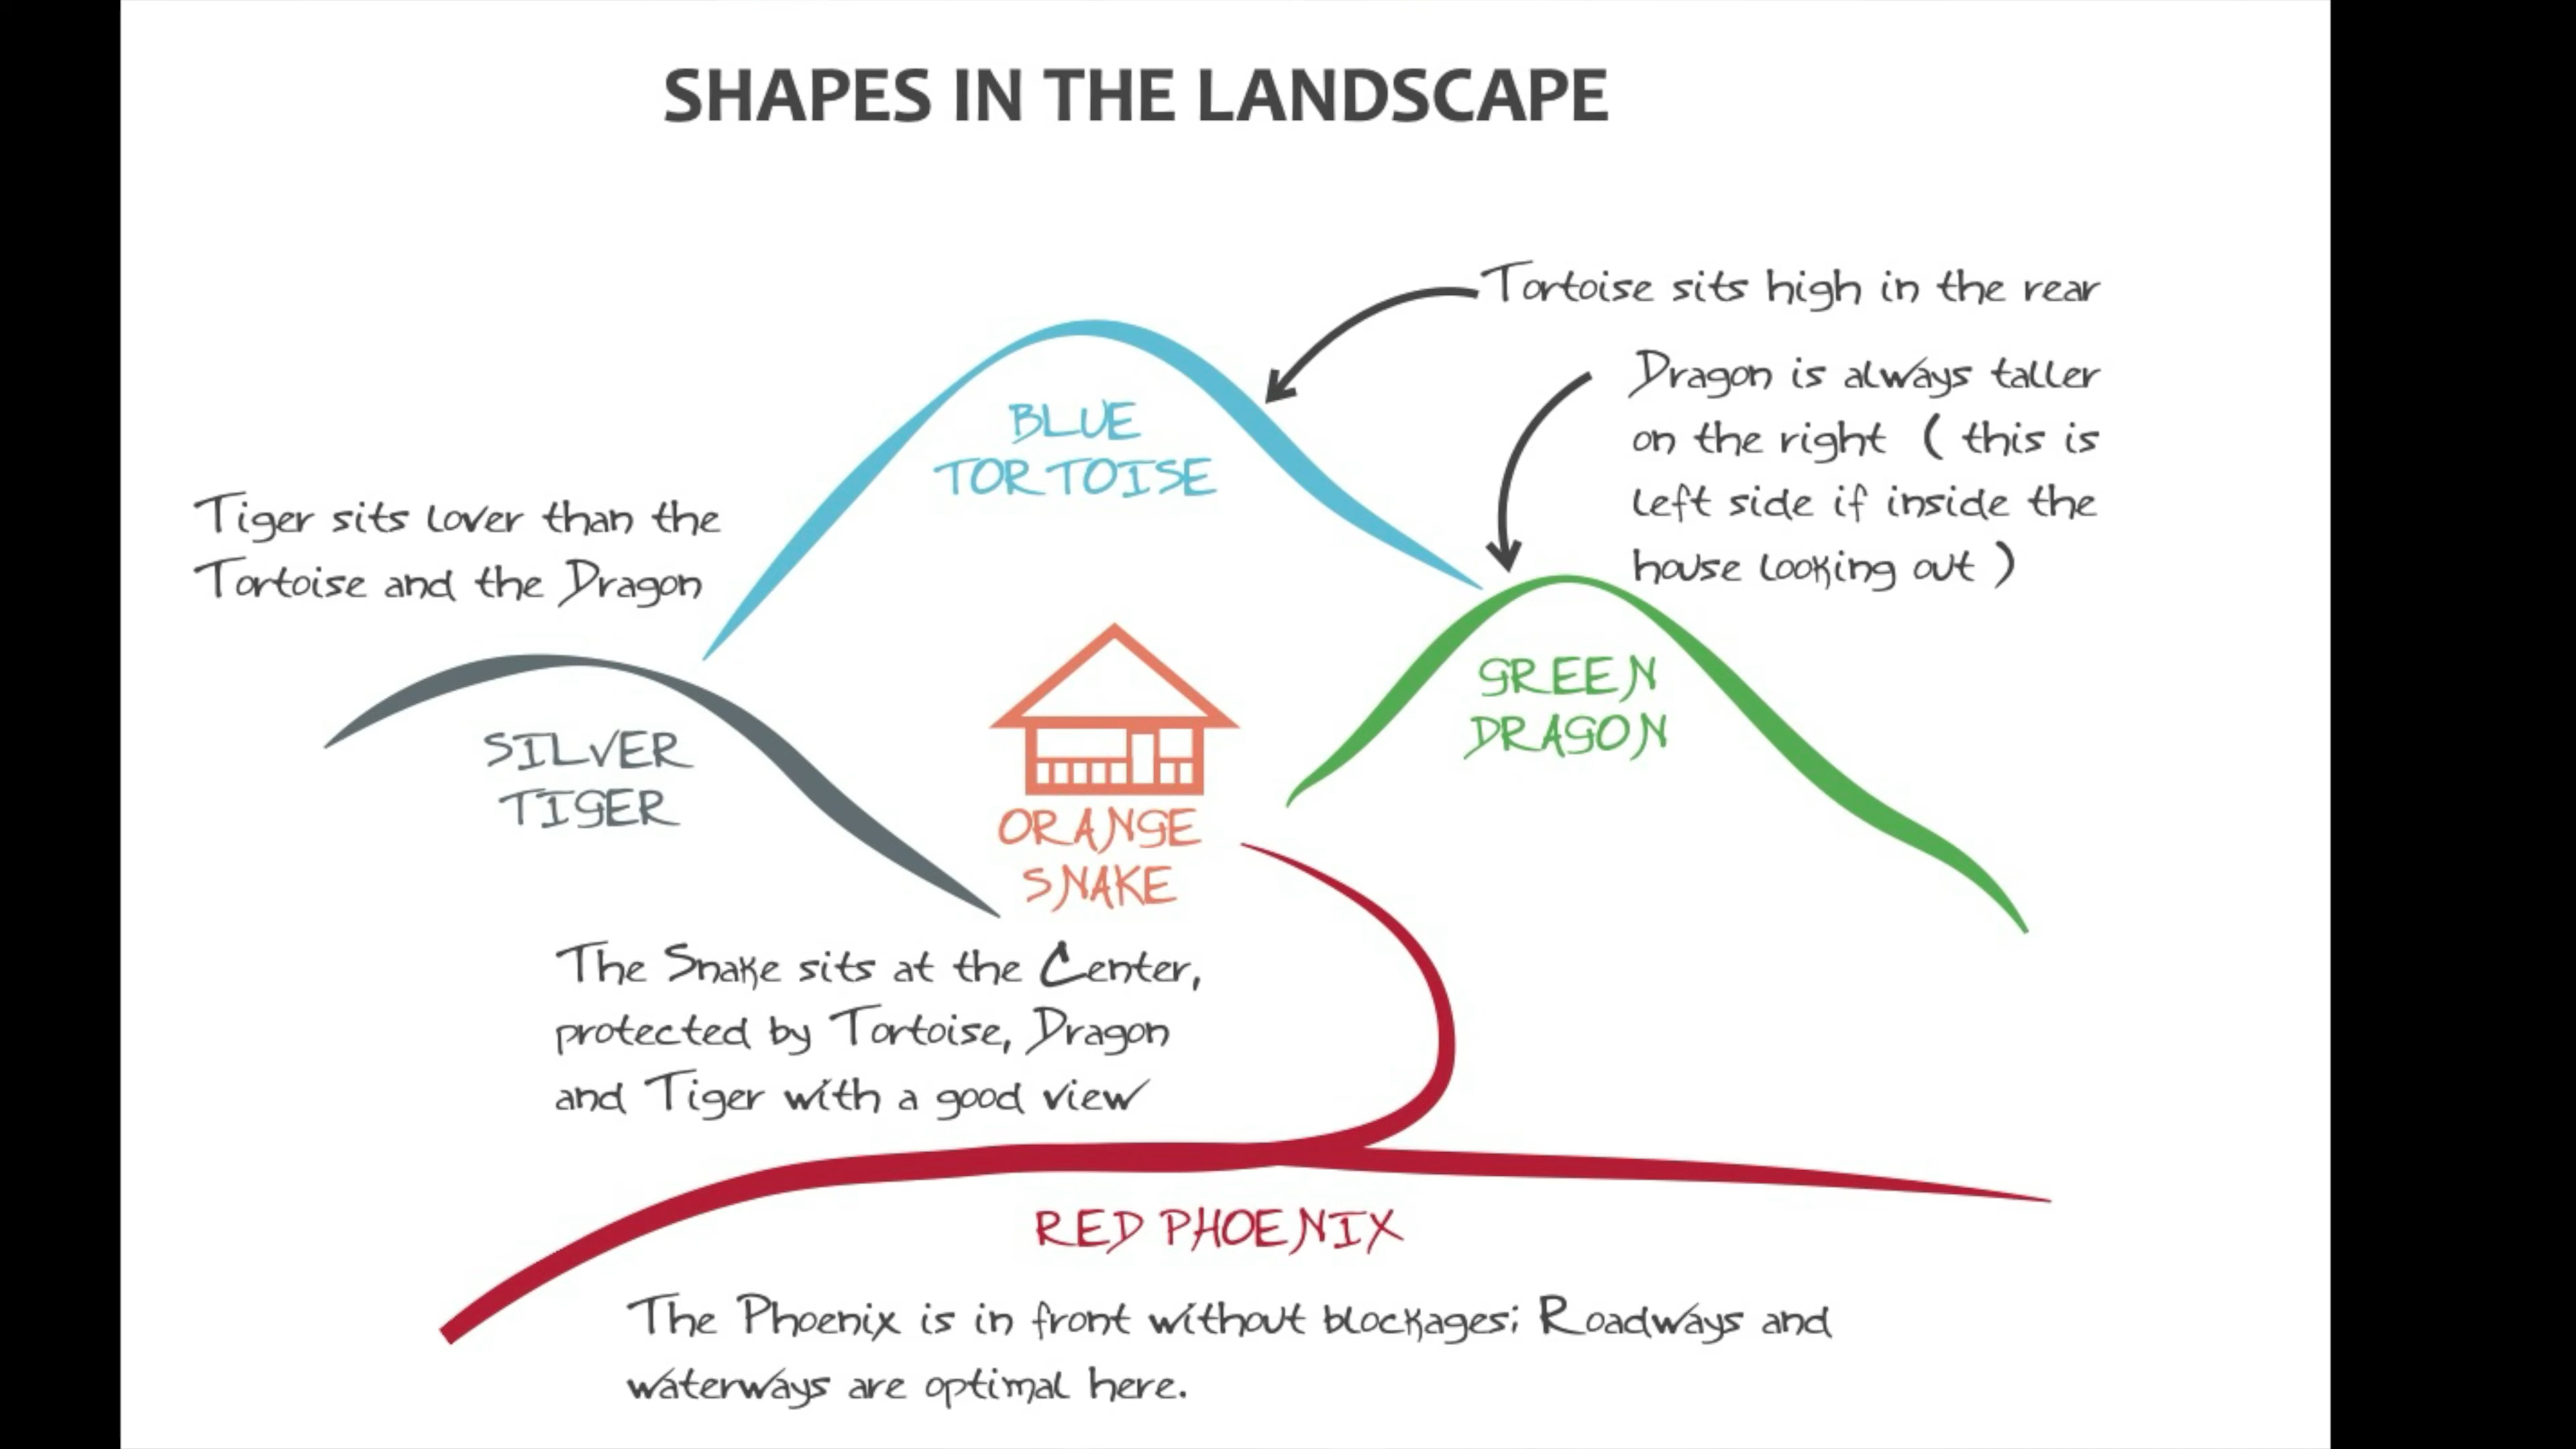 SHAPES IN THE LANDSCAPE
Tortoise sits high in the rear
Dragon is always taller
on the right ( this is
left side if inside the
house looking out )
BLUE
TORTOISE
Tiger sits lover than the
Tortoise and the Dragon
GREEN
DRAGON
SILVER
TIGER
ORANGE
SNAKE
The Snake sits at the Center,
protected by Tortoise, Dragon
and Tiger with a good view
RED PHOENIX
The Phoenix is in front without blockages; Roadways and
waterways are optimal here.